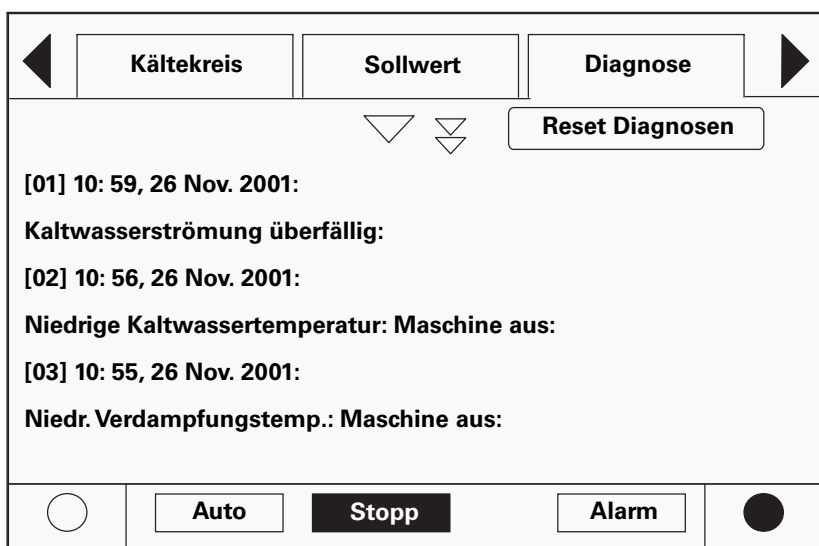 Kältekreis Sollwert Diagnose
Reset Diagnosen
[01] 10: 59, 26 Nov. 2001:
Kaltwasserströmung überfällig:
[02] 10: 56, 26 Nov. 2001:
Niedrige Kaltwassertemperatur: Maschine aus:
[03] 10: 55, 26 Nov. 2001:
Niedr. Verdampfungstemp.: Maschine aus:
Auto Stopp Alarm